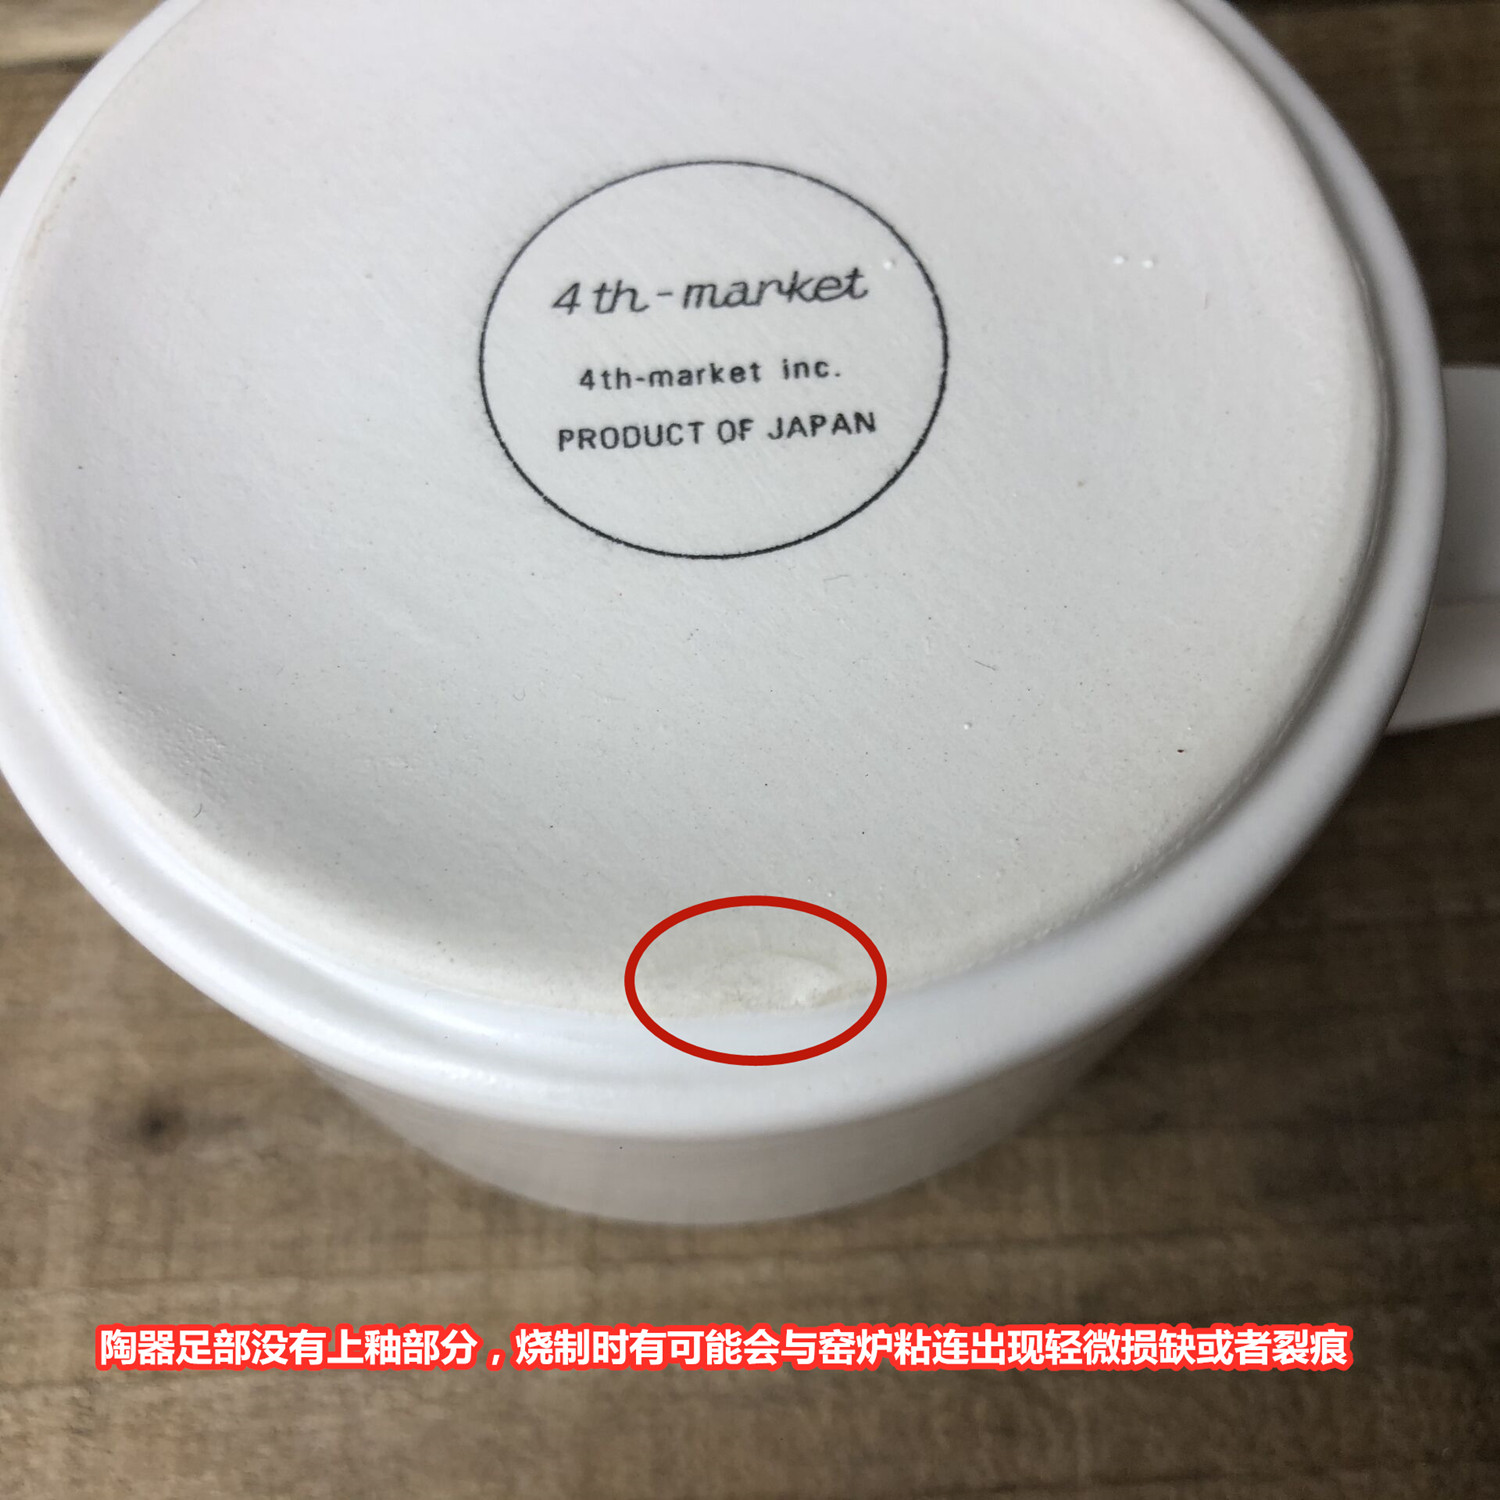 4th-market
4th-market inc.
PRODUCT OF JAPAN
陶器足部没有上釉部分，烧制时有可能会与窑炉粘连出现轻微损缺或者裂痕